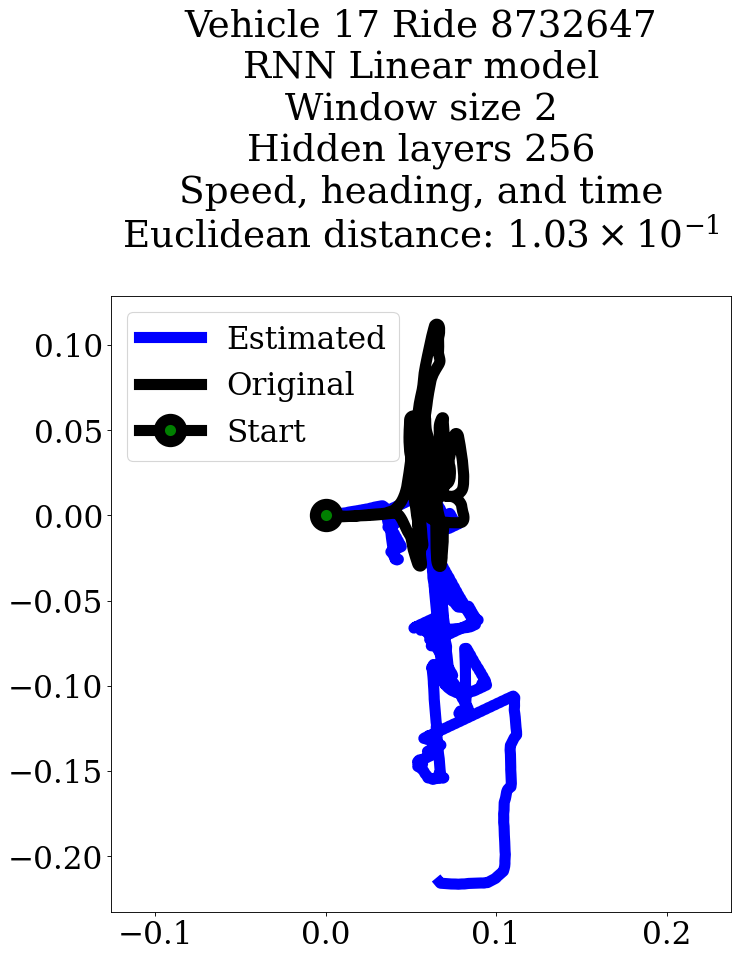 Vehicle 17 Ride 8732647
RNN Linear model
Window size 2
Hidden layers 256
Speed, heading, and time
Euclidean distance: 1.03 × 10⁻¹
Estimated
Original
Start
0.10
0.05
0.00
−0.05
−0.10
−0.15
−0.20
−0.1 0.0 0.1 0.2